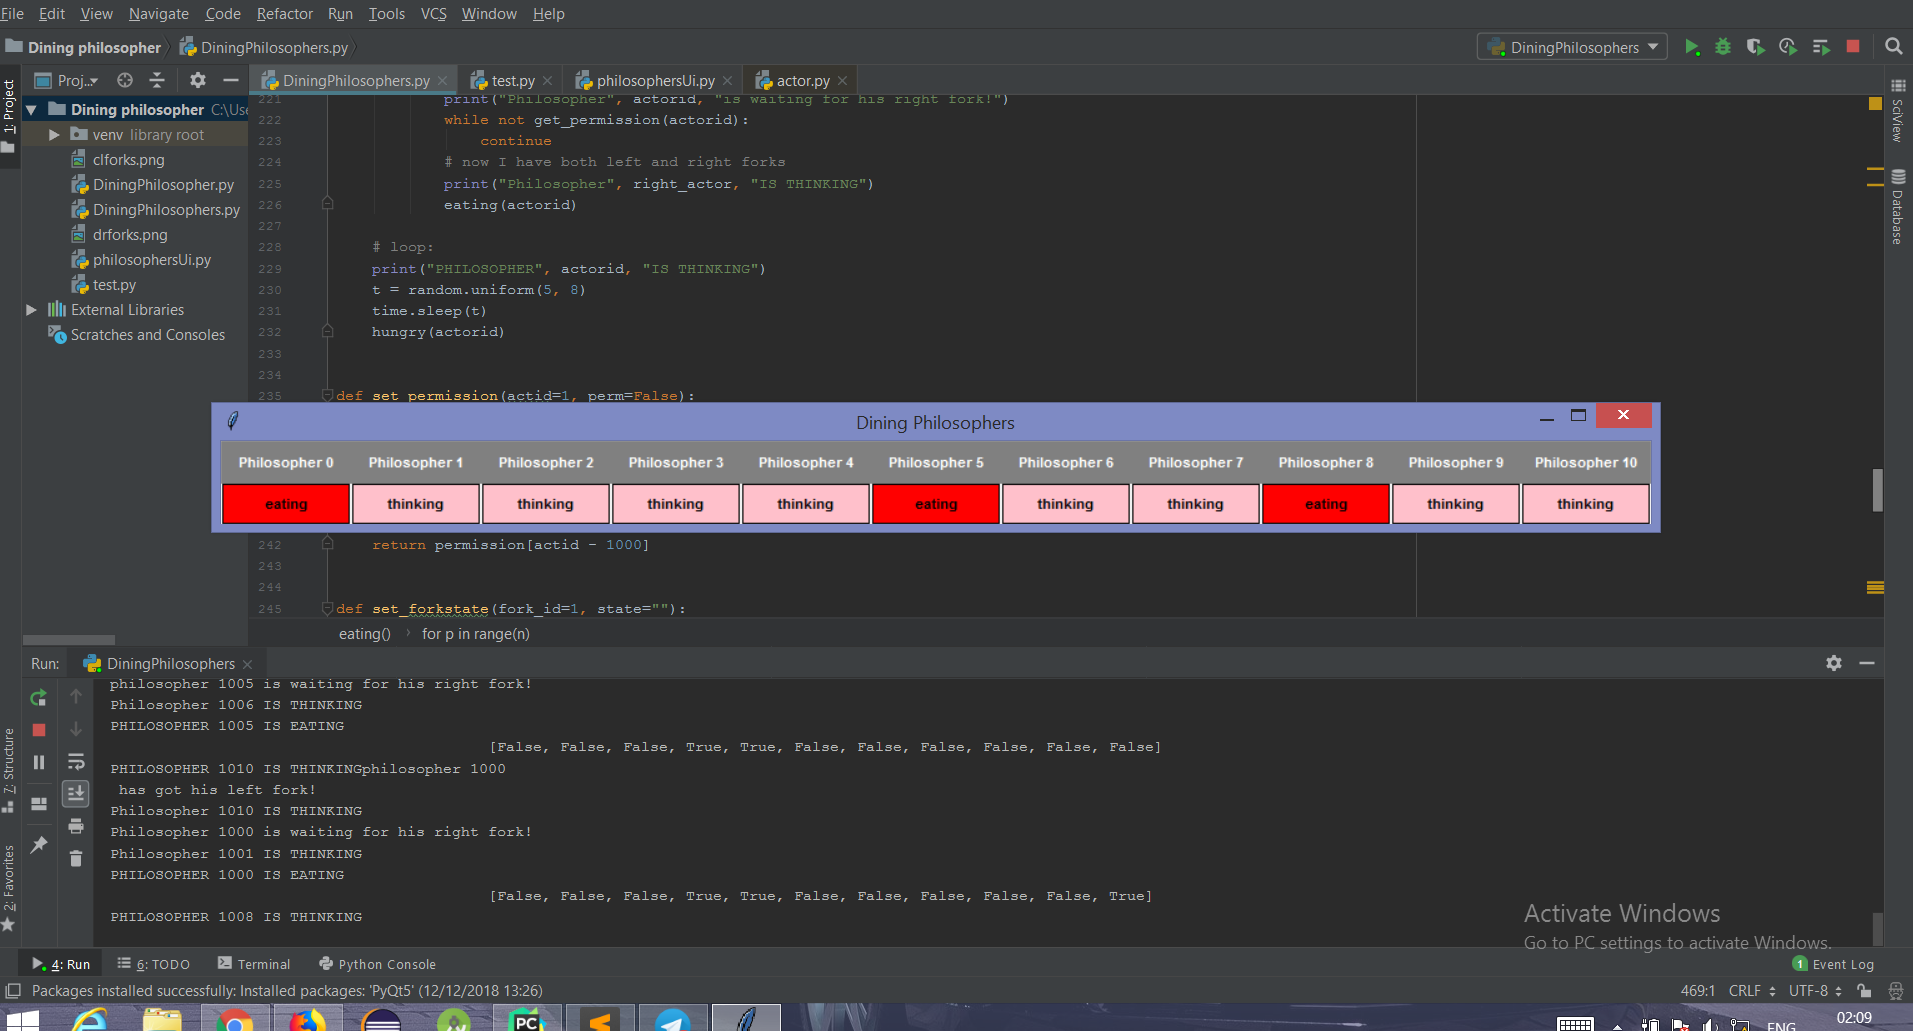 File Edit View Navigate Code Refactor Run Tools VCS Window Help
Dining philosopher DiningPhilosophers.py
DiningPhilosophers
Proj..
DiningPhilosophers.py test.py philosophersUi.py actor.py
1: Project
Dining philosopher C:\Use
venv library root
clforks.png
DiningPhilosopher.py
DiningPhilosophers.py
drforks.png
philosophersUi.py
test.py
External Libraries
Scratches and Consoles
221 print("Philosopher", actorid, "is waiting for his right fork!")
222 while not get_permission(actorid):
223 continue
224 # now I have both left and right forks
225 print("Philosopher", right_actor, "IS THINKING")
226 eating(actorid)
227
228 # loop:
229 print("PHILOSOPHER", actorid, "IS THINKING")
230 t = random.uniform(5, 8)
231 time.sleep(t)
232 hungry(actorid)
233
234
235 def set_permission(actid=1, perm=False):
Dining Philosophers
Philosopher 0 Philosopher 1 Philosopher 2 Philosopher 3 Philosopher 4 Philosopher 5 Philosopher 6 Philosopher 7 Philosopher 8 Philosopher 9 Philosopher 10
eating thinking thinking thinking thinking eating thinking thinking eating thinking thinking
242 return permission[actid - 1000]
243
244
245 def set_forkstate(fork_id=1, state=""):
eating() › for p in range(n)
SciView
Database
Run: DiningPhilosophers
philosopher 1005 is waiting for his right fork!
Philosopher 1006 IS THINKING
PHILOSOPHER 1005 IS EATING
[False, False, False, True, True, False, False, False, False, False, False]
PHILOSOPHER 1010 IS THINKINGphilosopher 1000
has got his left fork!
Philosopher 1010 IS THINKING
Philosopher 1000 is waiting for his right fork!
Philosopher 1001 IS THINKING
PHILOSOPHER 1000 IS EATING
[False, False, False, True, True, False, False, False, False, False, True]
PHILOSOPHER 1008 IS THINKING
7: Structure
2: Favorites
Activate Windows
Go to PC settings to activate Windows.
4: Run 6: TODO Terminal Python Console
1 Event Log
Packages installed successfully: Installed packages: 'PyQt5' (12/12/2018 13:26)
469:1 CRLF UTF-8
PC
ENG
02:09